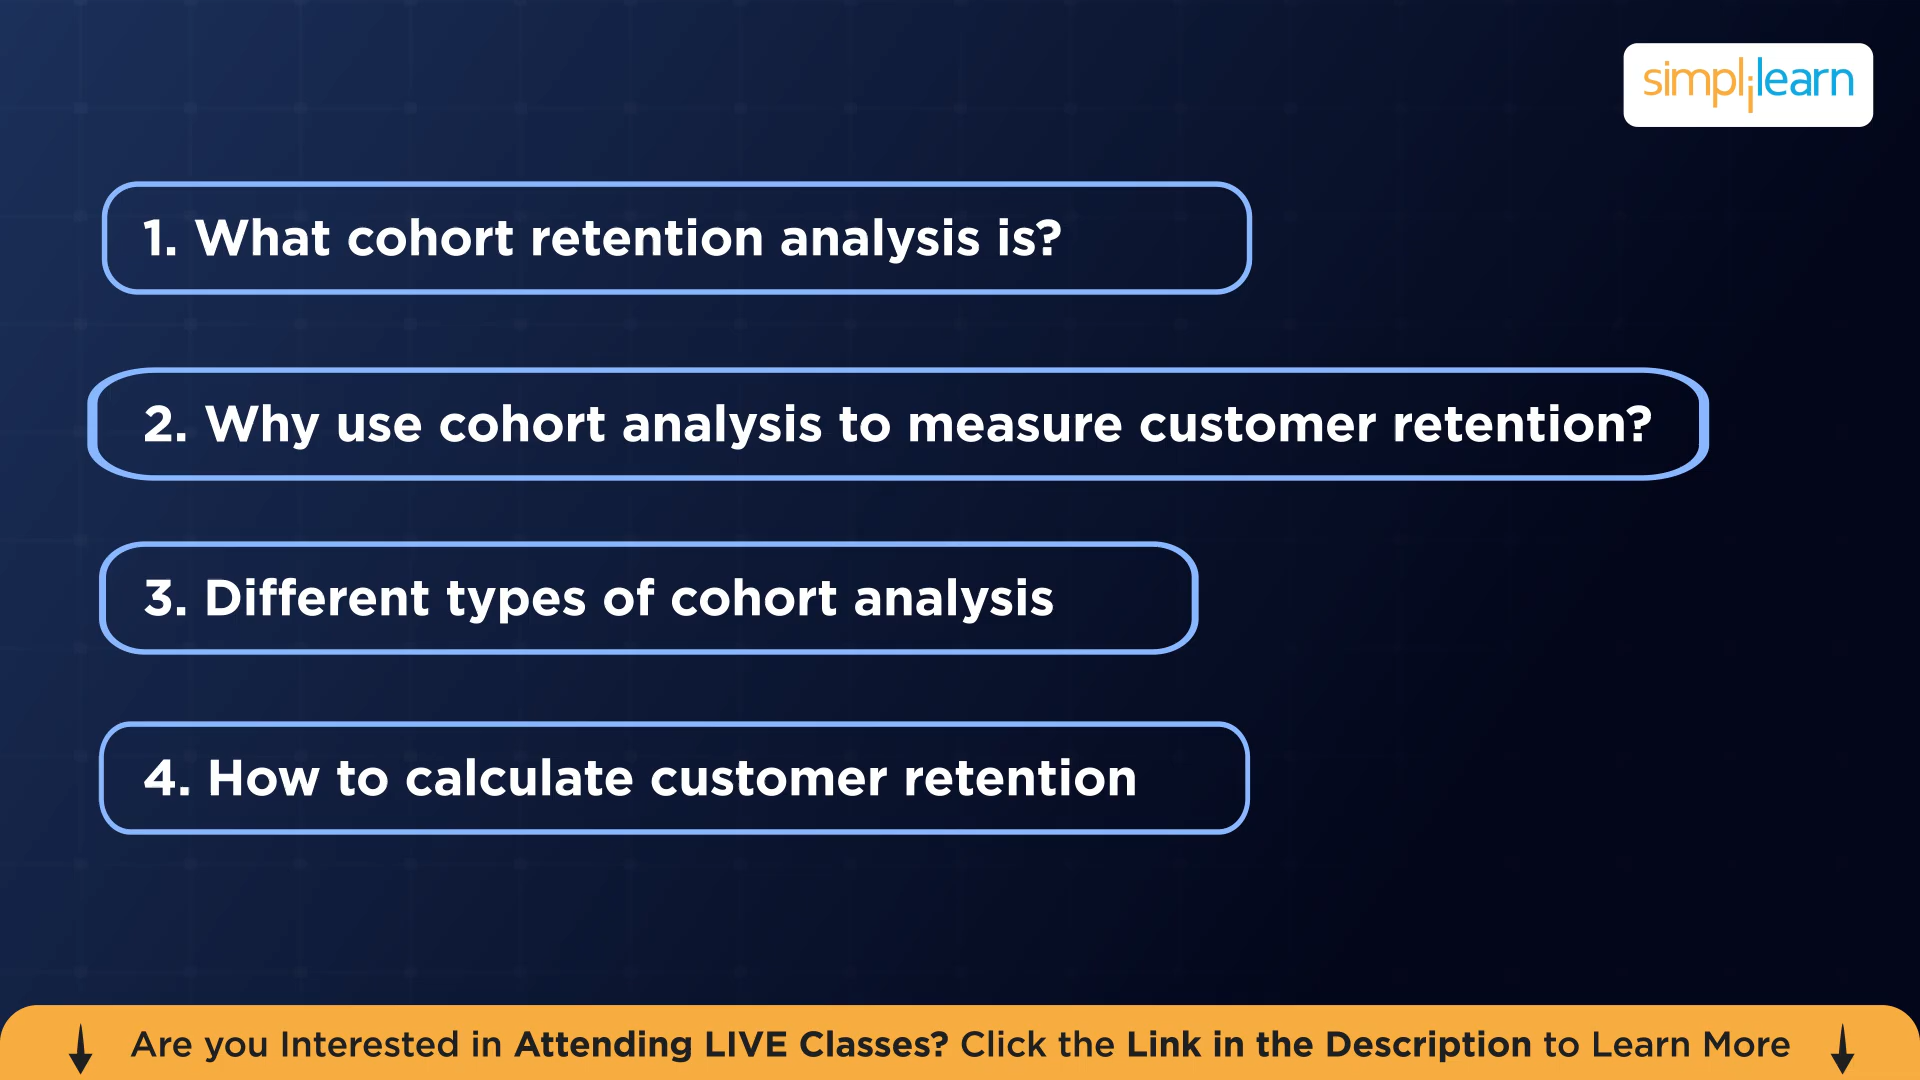 simplilearn
1. What cohort retention analysis is?
2. Why use cohort analysis to measure customer retention?
3. Different types of cohort analysis
4. How to calculate customer retention
Are you Interested in Attending LIVE Classes? Click the Link in the Description to Learn More